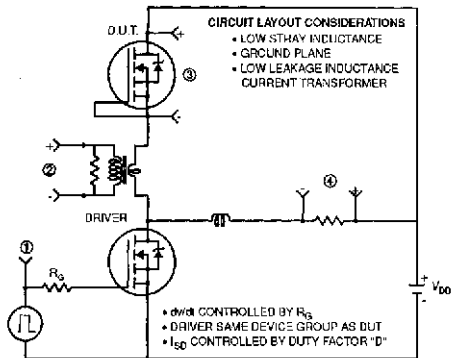 D.U.T.
+
③
-
CIRCUIT LAYOUT CONSIDERATIONS
• LOW STRAY INDUCTANCE
• GROUND PLANE
• LOW LEAKAGE INDUCTANCE
CURRENT TRANSFORMER
+
②
-
④
-
+
DRIVER
①
RG
+
VDD
-
• dv/dt CONTROLLED BY RG
• DRIVER SAME DEVICE GROUP AS DUT
• ISD CONTROLLED BY DUTY FACTOR "D"